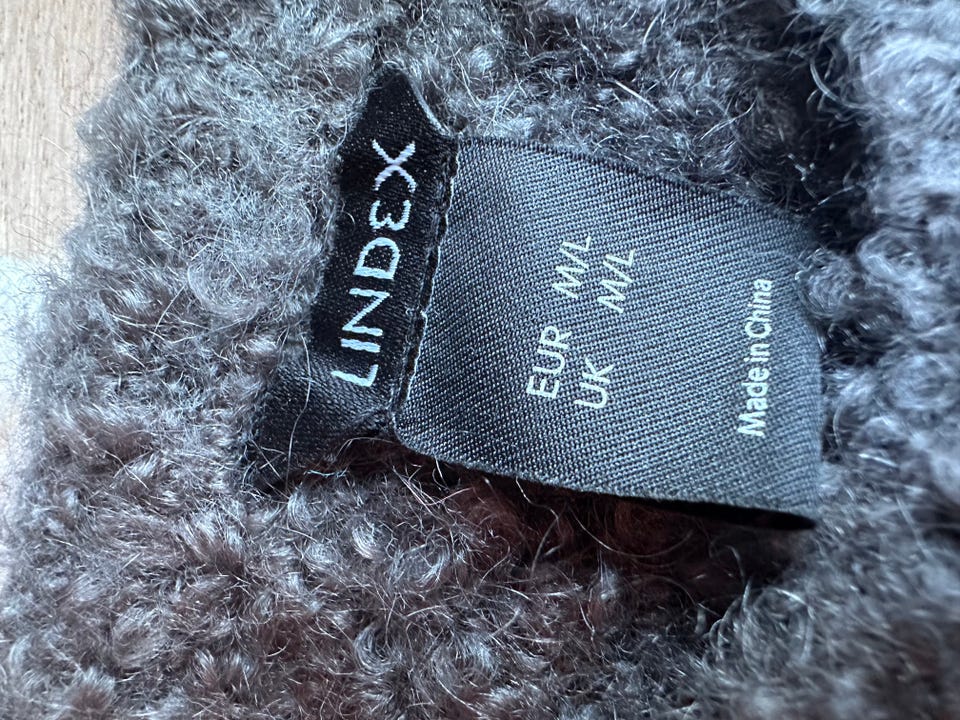 LINDEX
EUR M/L
UK M/L
Made in China